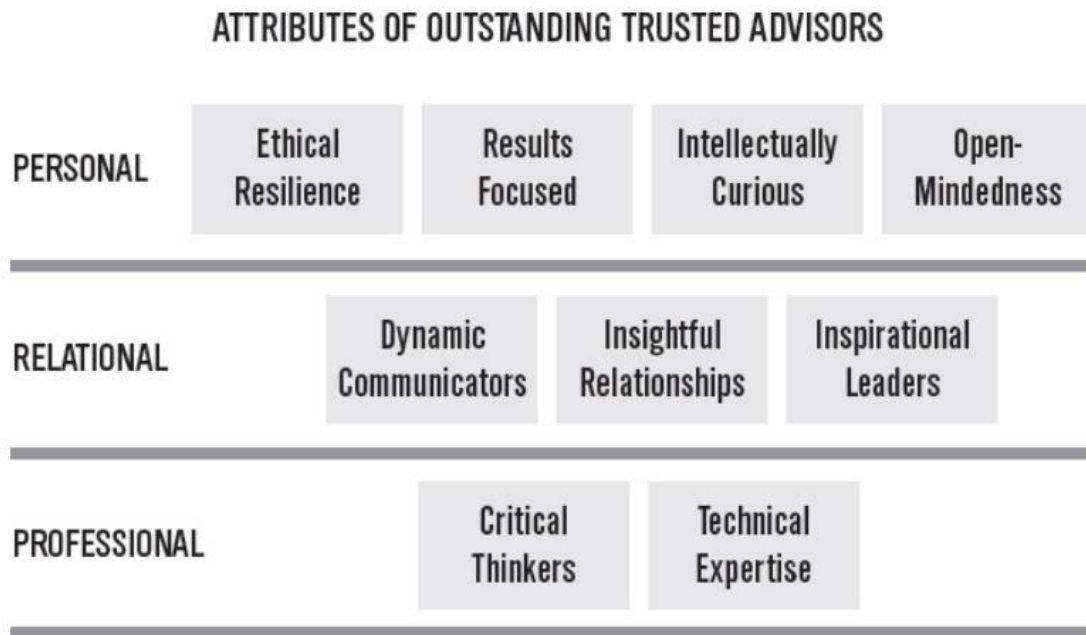 ATTRIBUTES OF OUTSTANDING TRUSTED ADVISORS
PERSONAL
Ethical
Resilience
Results
Focused
Intellectually
Curious
Open-
Mindedness
RELATIONAL
Dynamic
Communicators
Insightful
Relationships
Inspirational
Leaders
PROFESSIONAL
Critical
Thinkers
Technical
Expertise